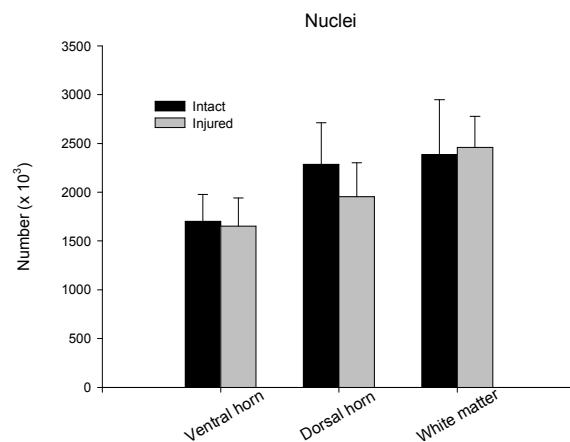 Nuclei
3500
3000
2500
2000
1500
1000
500
0
Number (x 10³)
Intact
Injured
Ventral horn
Dorsal horn
White matter